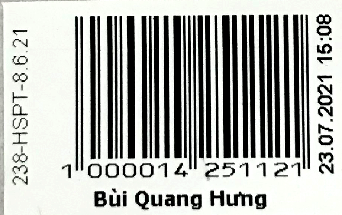 238-HSPT-8.6.21
1 000014 251121
Bùi Quang Hưng
23.07.2021 15:08